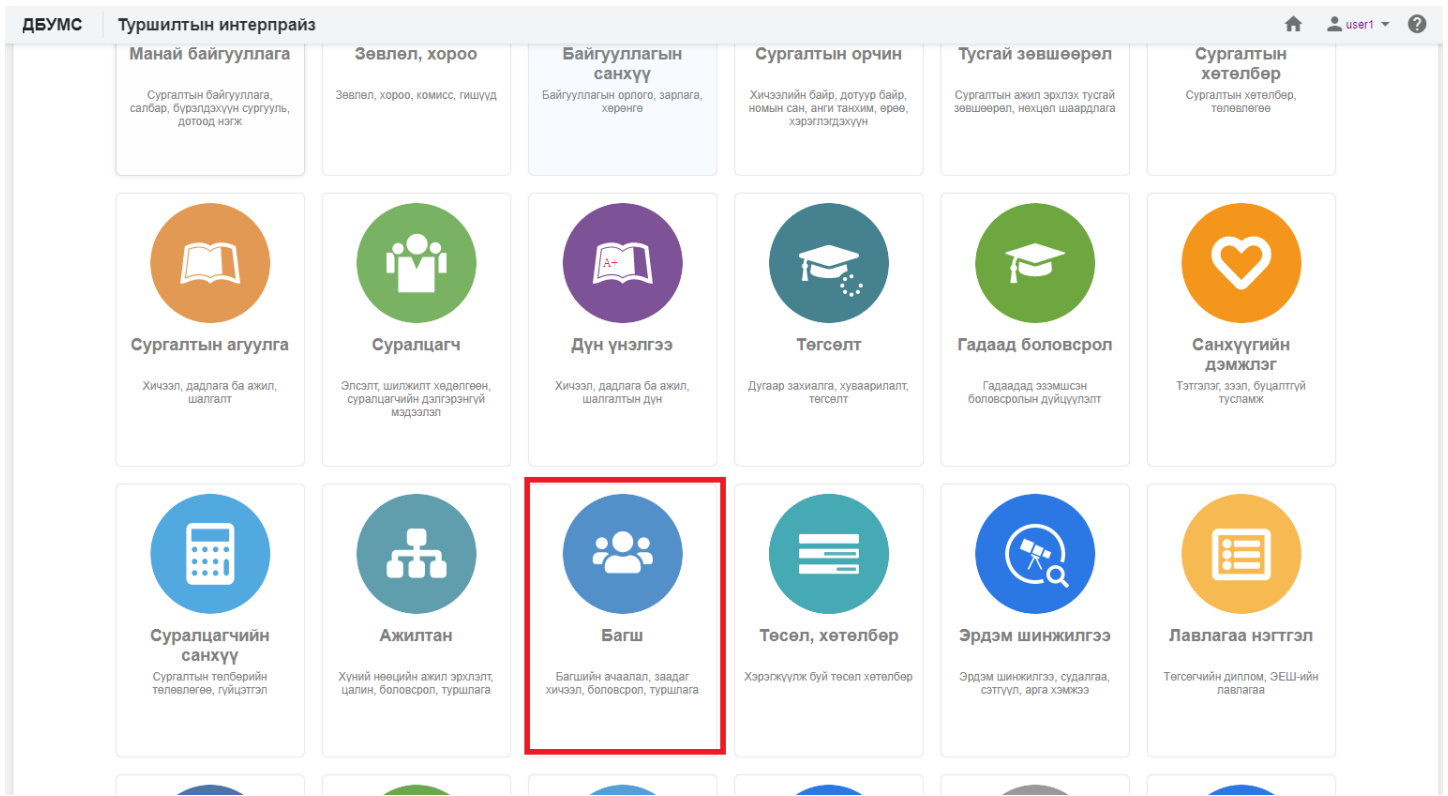 ДБУМС
Туршилтын интерпрайз
user1
Манай байгууллага
Сургалтын байгууллага,
салбар, бүрэлдэхүүн сургууль,
дотоод нэгж
Зөвлөл, хороо
Зөвлөл, хороо, комисс, гишүүд
Байгууллагын
санхүү
Байгууллагын орлого, зарлага,
хөрөнгө
Сургалтын орчин
Хичээлийн байр, дотуур байр,
номын сан, анги танхим, өрөө,
хэрэглэгдэхүүн
Тусгай зөвшөөрөл
Сургалтын ажил эрхлэх тусгай
зөвшөөрөл, нөхцөл шаардлага
Сургалтын
хөтөлбөр
Сургалтын хөтөлбөр,
төлөвлөгөө
Сургалтын агуулга
Хичээл, дадлага ба ажил,
шалгалт
Суралцагч
Элсэлт, шилжилт хөдөлгөөн,
суралцагчийн дэлгэрэнгүй
мэдээлэл
A+
Дүн үнэлгээ
Хичээл, дадлага ба ажил,
шалгалтын дүн
Төгсөлт
Дугаар захиалга, хуваарилалт,
төгсөлт
Гадаад боловсрол
Гадаадад эзэмшсэн
боловсролын дүйцүүлэлт
Санхүүгийн
дэмжлэг
Тэтгэлэг, зээл, буцалтгүй
тусламж
Суралцагчийн
санхүү
Сургалтын төлбөрийн
төлөвлөгөө, гүйцэтгэл
Ажилтан
Хүний нөөцийн ажил эрхлэлт,
цалин, боловсрол, туршлага
Багш
Багшийн ачаалал, заадаг
хичээл, боловсрол, туршлага
Төсөл, хөтөлбөр
Хэрэгжүүлж буй төсөл хөтөлбөр
Эрдэм шинжилгээ
Эрдэм шинжилгээ, судалгаа,
сэтгүүл, арга хэмжээ
Лавлагаа нэгтгэл
Төгсөгчийн диплом, ЭЕШ-ийн
лавлагаа